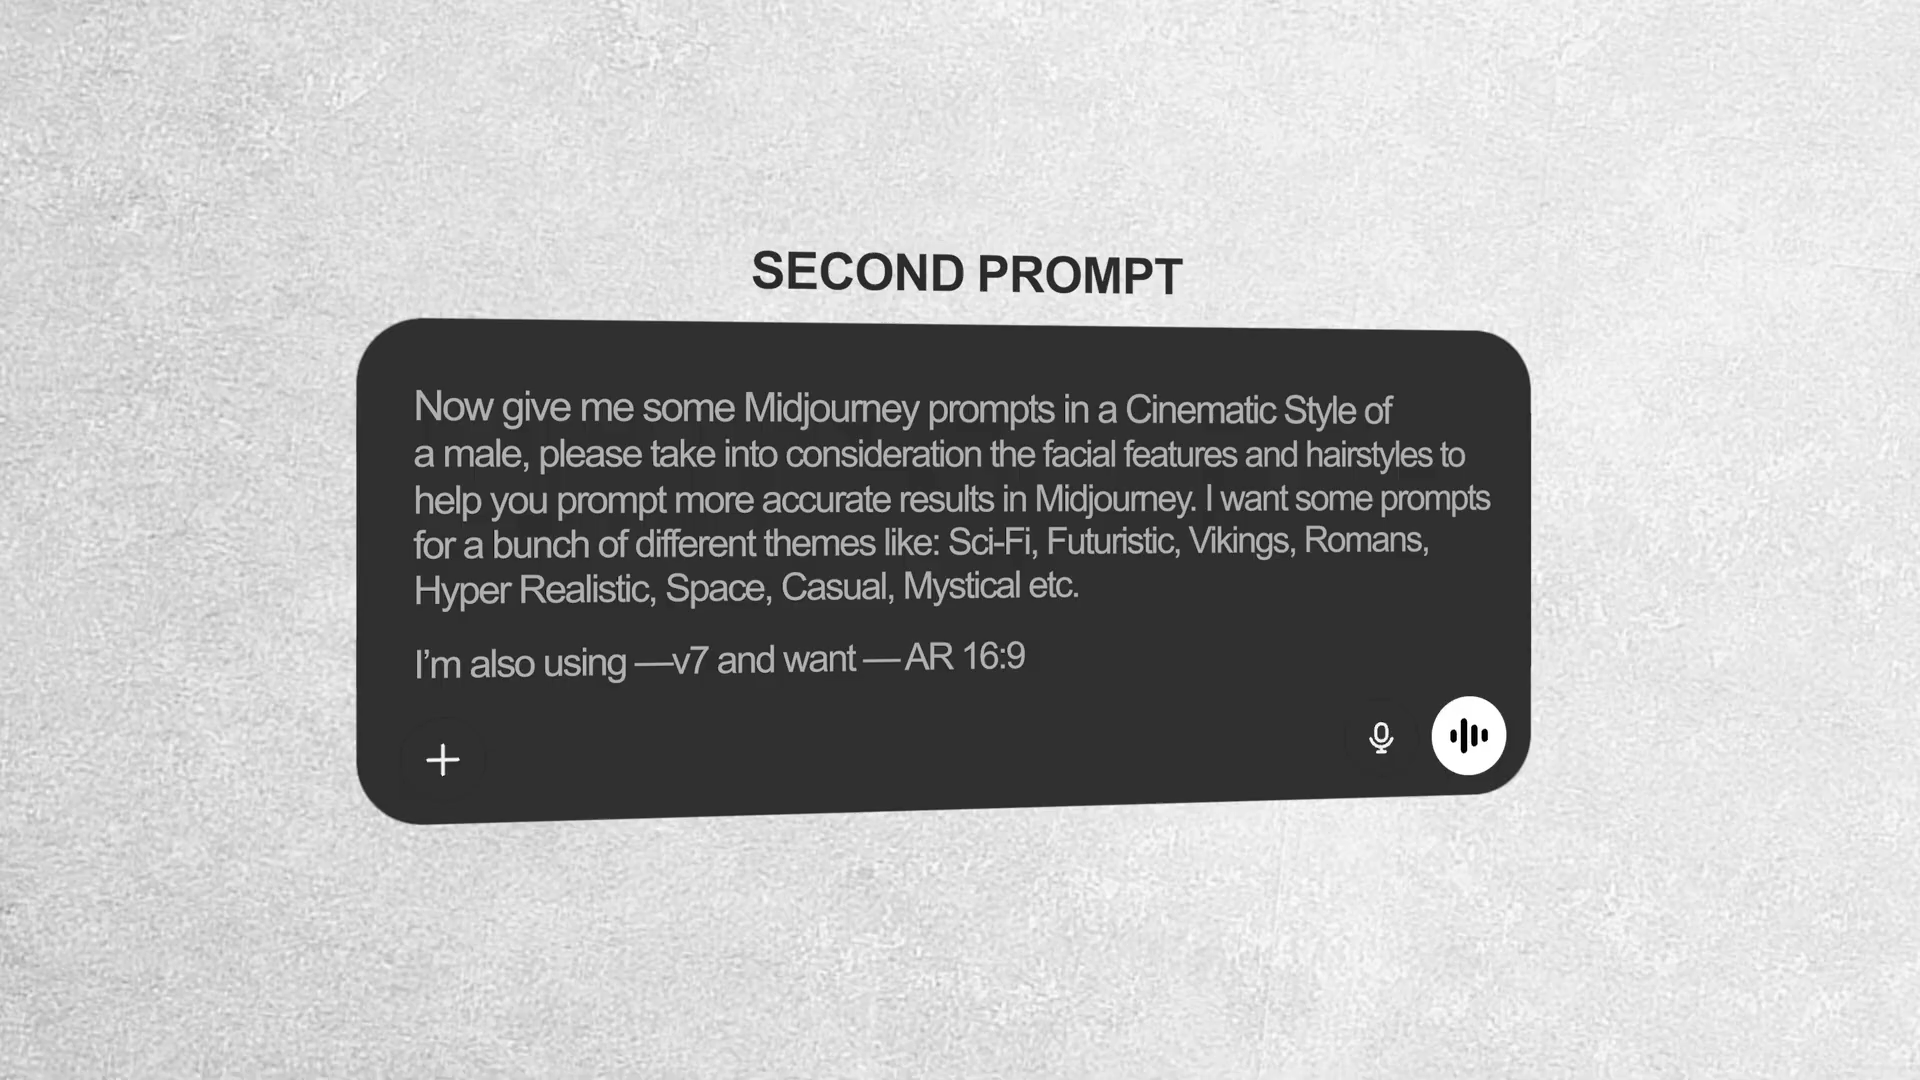 SECOND PROMPT
Now give me some Midjourney prompts in a Cinematic Style of
a male, please take into consideration the facial features and hairstyles to
help you prompt more accurate results in Midjourney. I want some prompts
for a bunch of different themes like: Sci-Fi, Futuristic, Vikings, Romans,
Hyper Realistic, Space, Casual, Mystical etc.
I’m also using —v7 and want — AR 16:9